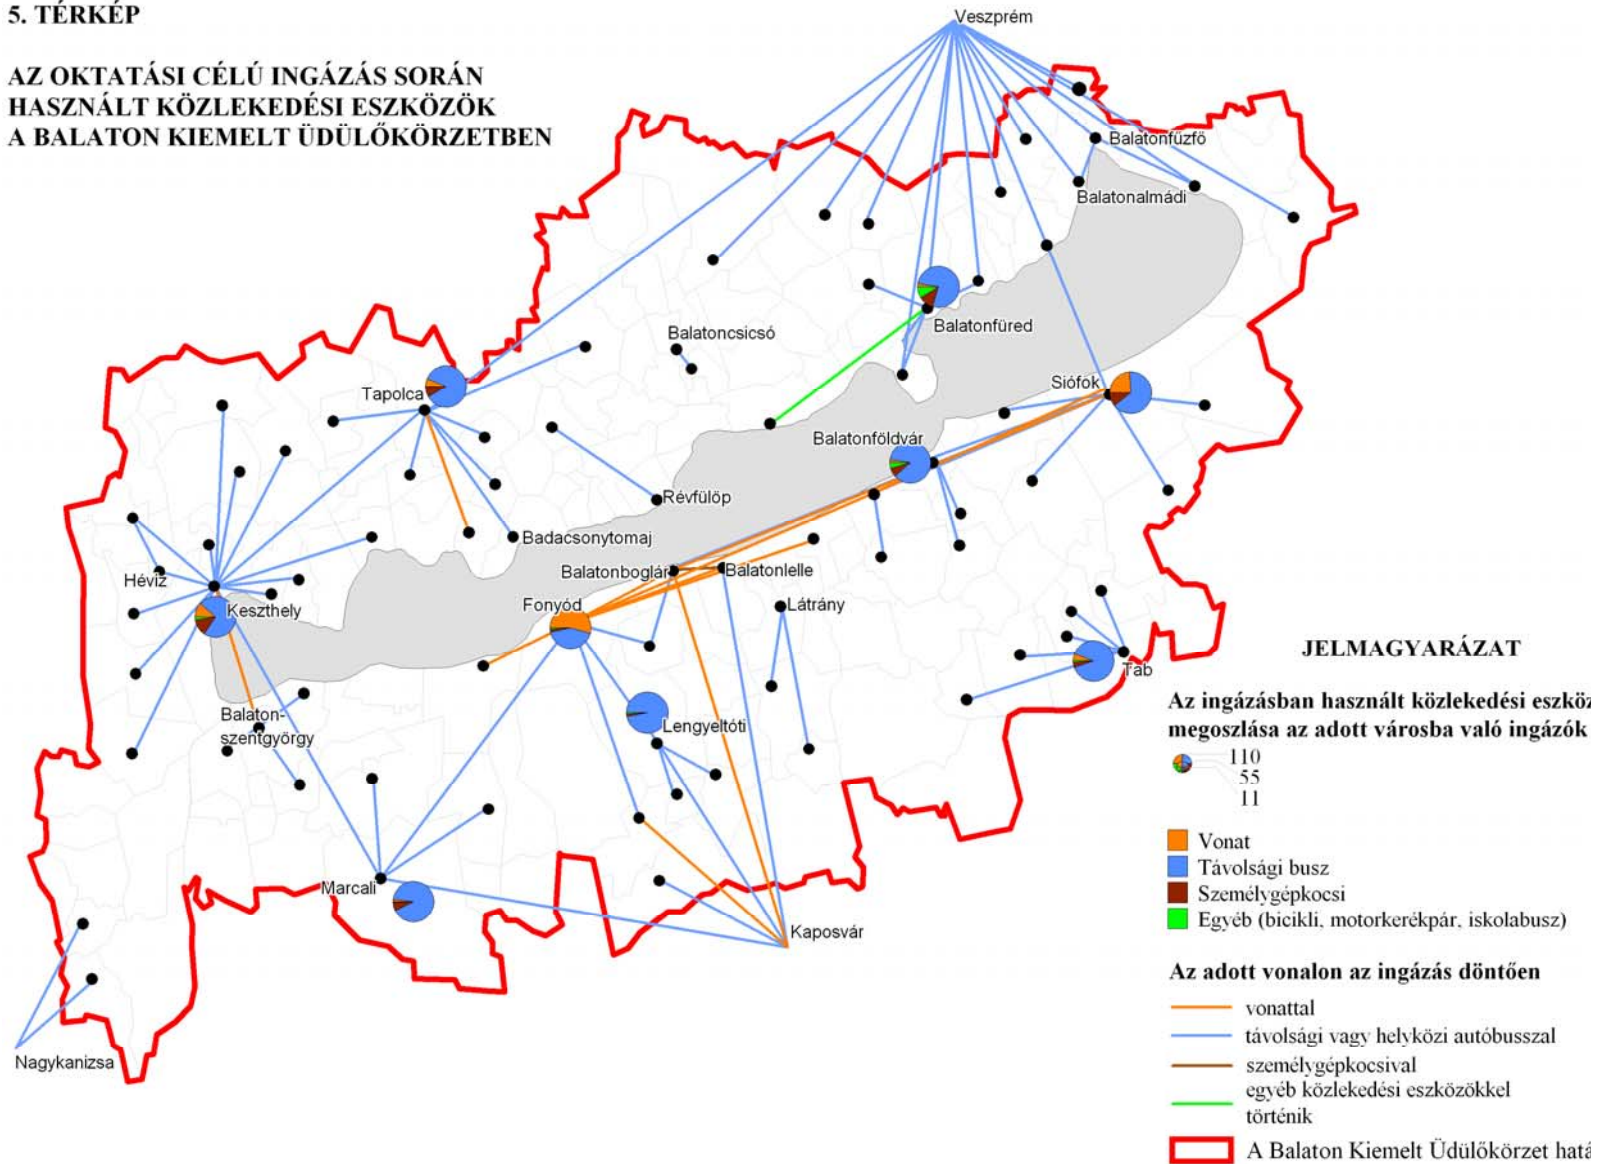 5. TÉRKÉP
AZ OKTATÁSI CÉLÚ INGÁZÁS SORÁN
HASZNÁLT KÖZLEKEDÉSI ESZKÖZÖK
A BALATON KIEMELT ÜDÜLŐKÖRZETBEN
Veszprém
Balatonfűzfő
Balatonalmádi
Balatoncsicsó
Balatonfüred
Tapolca
Siófok
Balatonföldvár
Révfülöp
Badacsonytomaj
Hévíz
Balatonboglár
Balatonlelle
Keszthely
Fonyód
Látrány
Tab
Balaton-
szentgyörgy
Lengyeltóti
Marcali
Kaposvár
Nagykanizsa
JELMAGYARÁZAT
Az ingázásban használt közlekedési eszköz
megoszlása az adott városba való ingázók
110
55
11
Vonat
Távolsági busz
Személygépkocsi
Egyéb (bicikli, motorkerékpár, iskolabusz)
Az adott vonalon az ingázás döntően
vonattal
távolsági vagy helyközi autóbusszal
személygépkocsival
egyéb közlekedési eszközökkel
történik
A Balaton Kiemelt Üdülőkörzet hatá